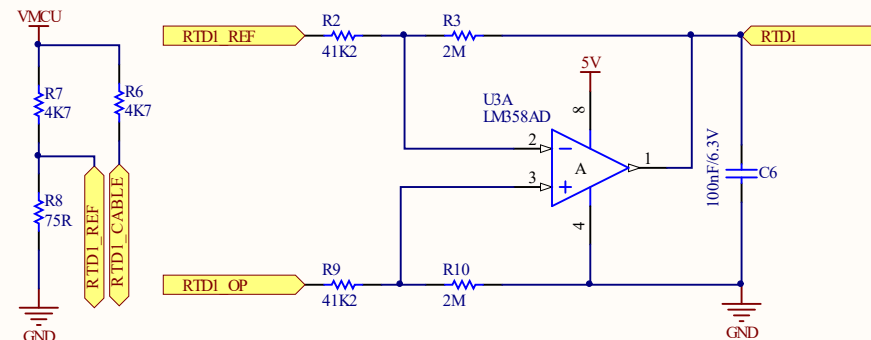 VMCU
R7
4K7
R6
4K7
R8
75R
RTD1_REF
RTD1_CABLE
GND
RTD1_REF
R2
41K2
R3
2M
RTD1
5V
U3A
LM358AD
8
2
3
A
1
4
100nF/6.3V
C6
RTD1_OP
R9
41K2
R10
2M
GND